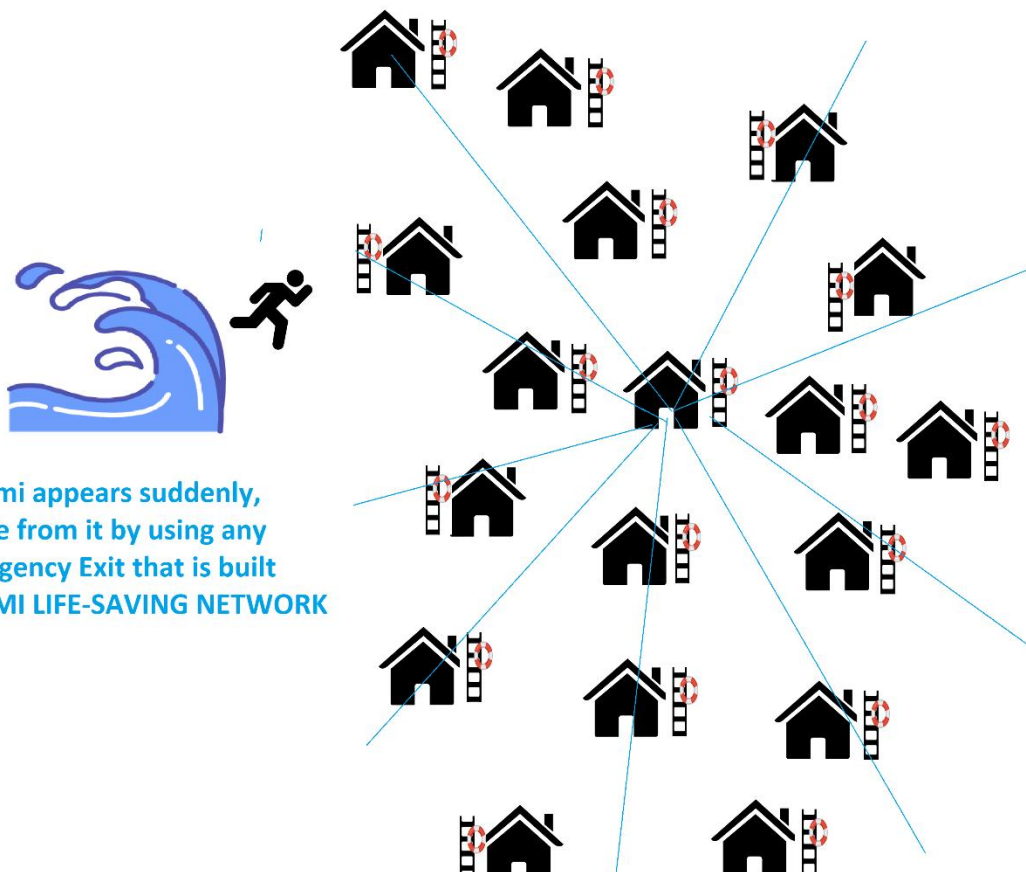 mi appears suddenly,
e from it by using any
gency Exit that is built
MI LIFE-SAVING NETWORK